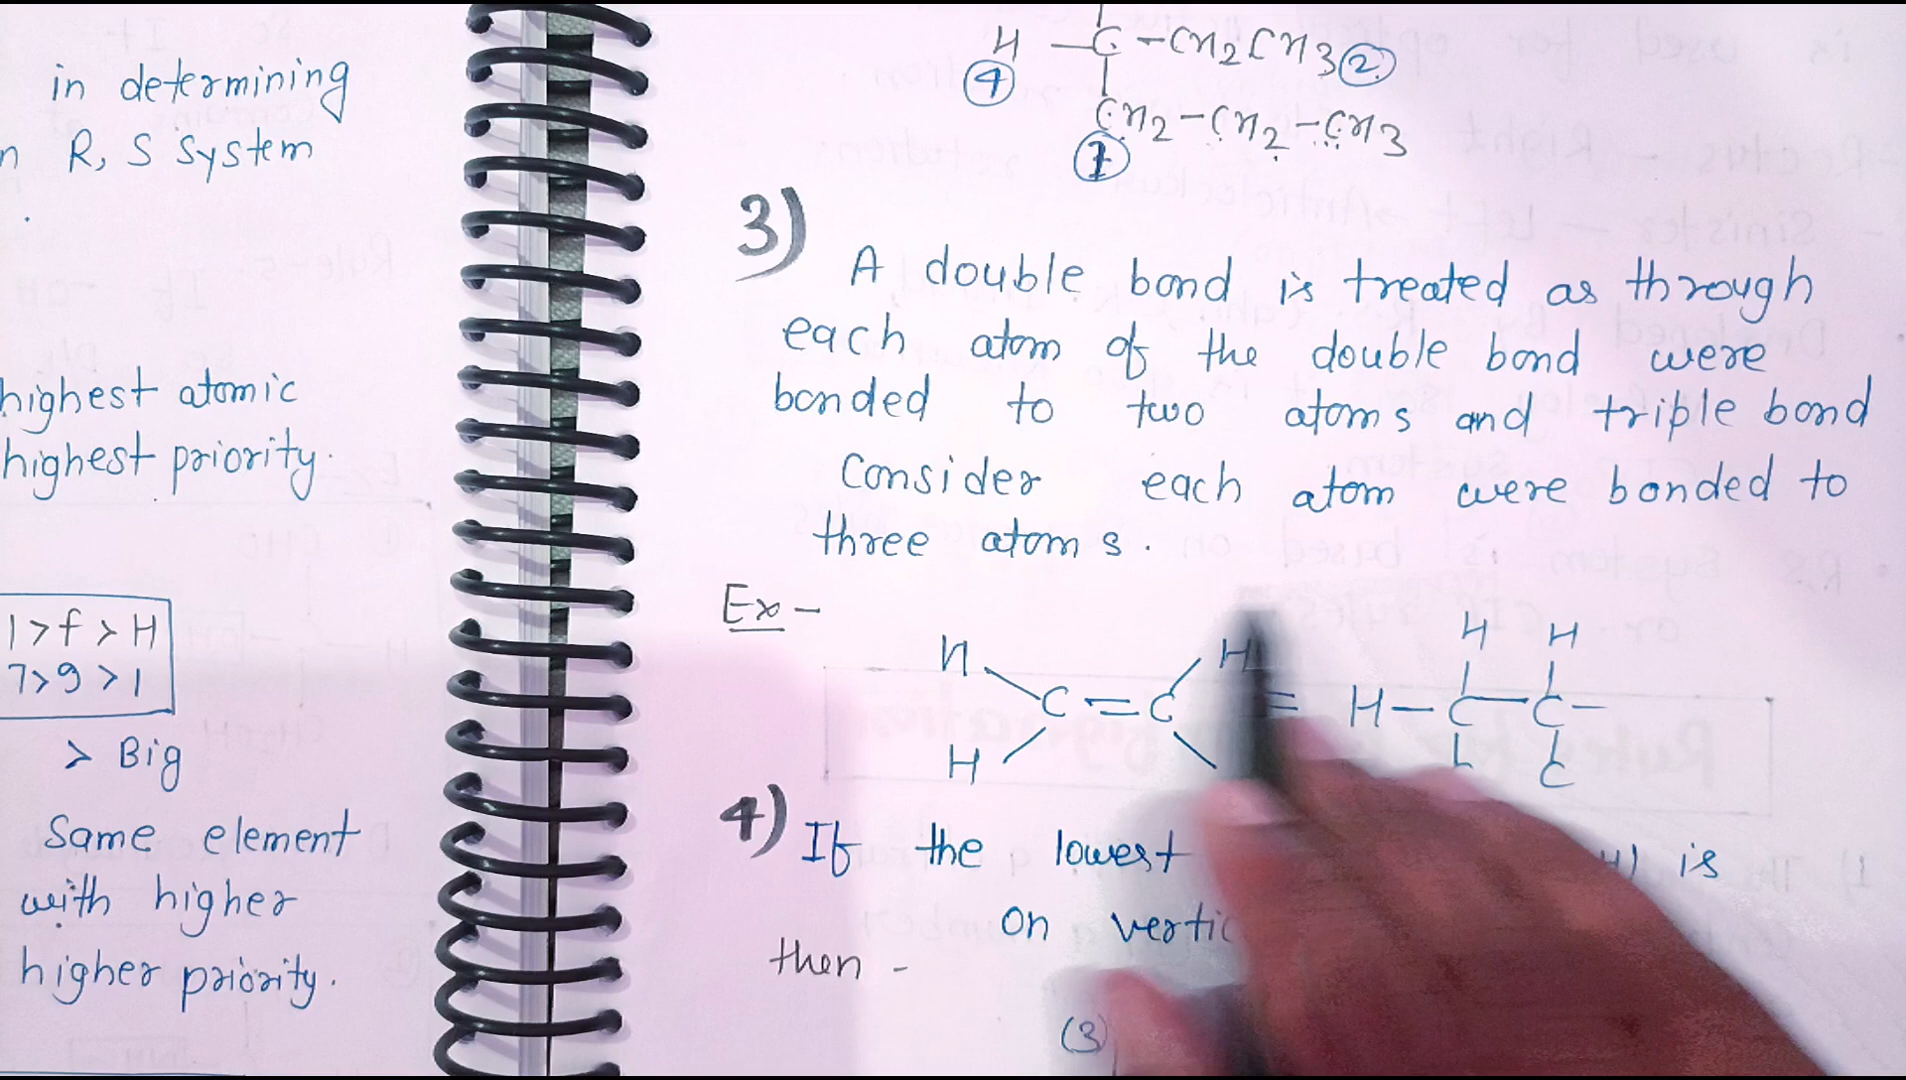 in determining
n R, S System
highest atomic
highest priority.
I > f > H
7 > 9 > 1
> Big
Same element
with higher
higher priority.
H — C — CH2CH3 (2)
(4)
CH2 - CH2 - CH3
(1)
3)
A double bond is treated as through
each atom of the double bond were
bonded to two atoms and triple bond
Consider each atom were bonded to
three atoms.
Ex -
H H H H
C = C = H — C — C —
H C C
4) If the lowest is
on
then -
(3)